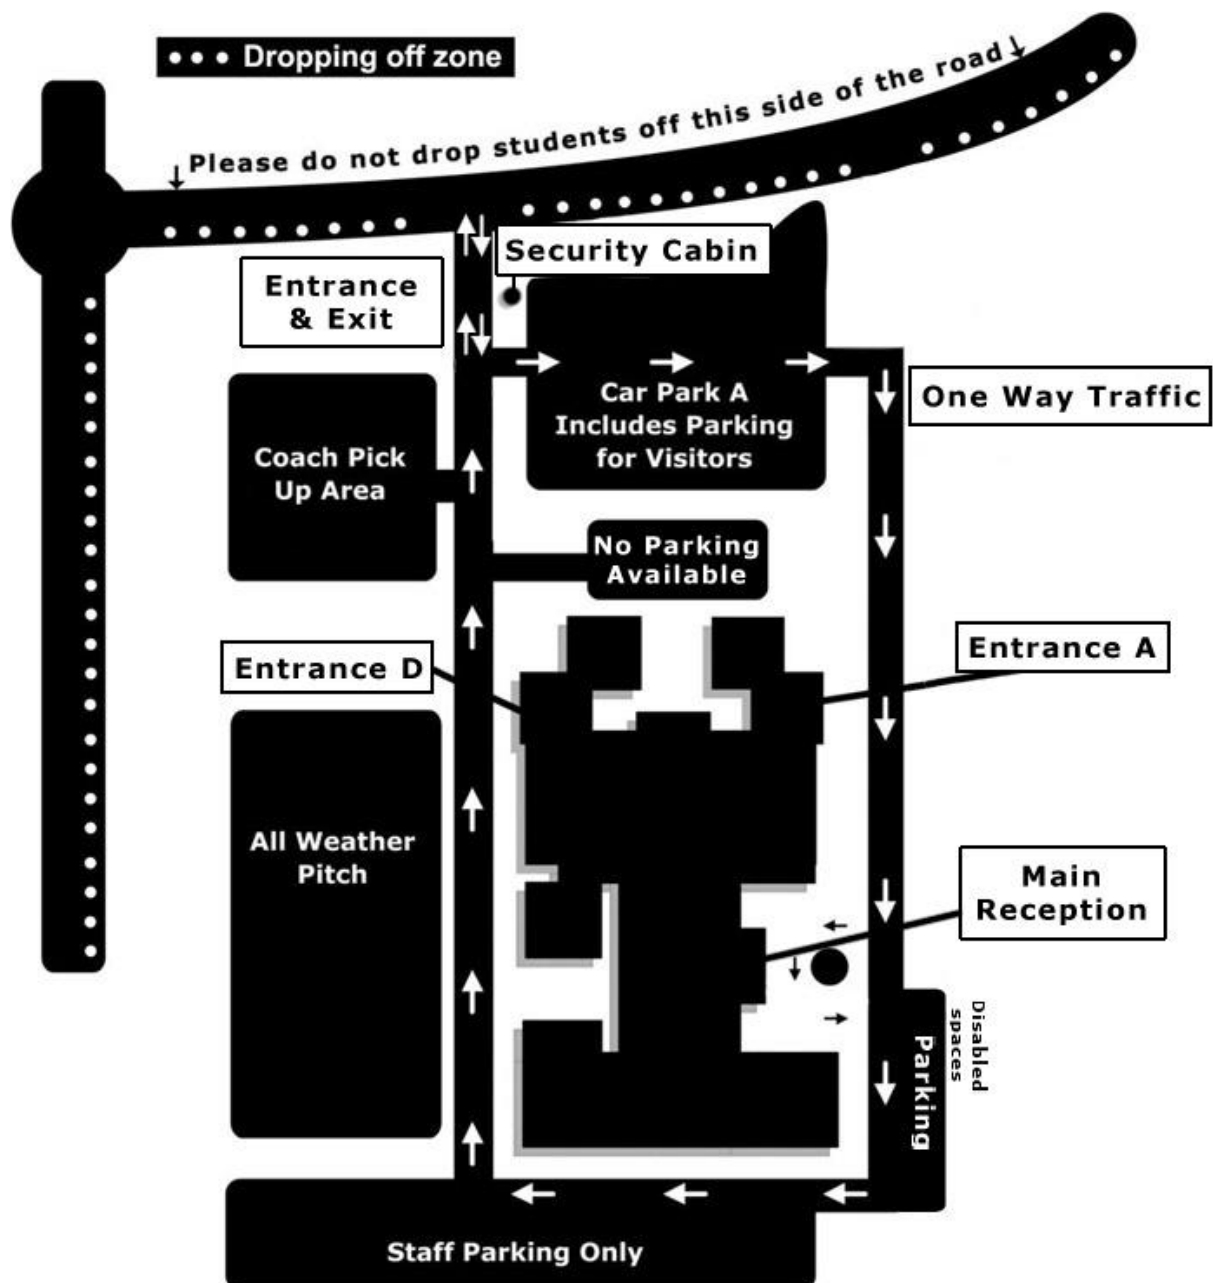 Dropping off zone
Please do not drop students off this side of the road
Security Cabin
Entrance
& Exit
Car Park A
Includes Parking
for Visitors
One Way Traffic
Coach Pick
Up Area
No Parking
Available
Entrance D
Entrance A
All Weather
Pitch
Main
Reception
Disabled
spaces
Parking
Staff Parking Only